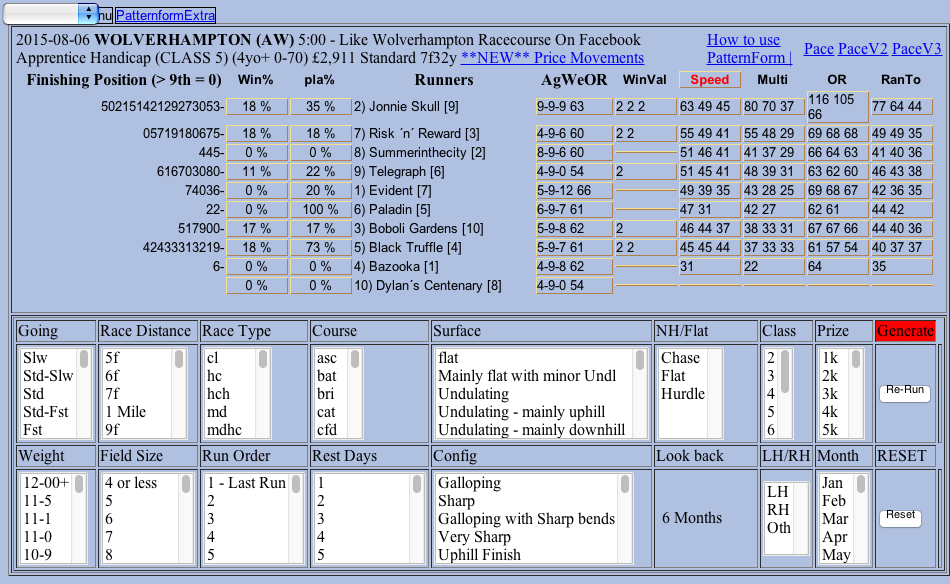 nu PatternformExtra
2015-08-06 WOLVERHAMPTON (AW) 5:00 - Like Wolverhampton Racecourse On Facebook
Apprentice Handicap (CLASS 5) (4yo+ 0-70) £2,911 Standard 7f32y **NEW** Price Movements
How to use
PatternForm |
Pace PaceV2 PaceV3
Finishing Position (> 9th = 0) Win% pla% Runners AgWeOR WinVal Speed Multi OR RanTo
50215142129273053- 18 % 35 % 2) Jonnie Skull [9] 9-9-9 63 2 2 2 63 49 45 80 70 37 116 105 66 77 64 44
05719180675- 18 % 18 % 7) Risk ´n´ Reward [3] 4-9-6 60 2 2 55 49 41 55 48 29 69 68 68 49 49 35
445- 0 % 0 % 8) Summerinthecity [2] 8-9-6 60 51 46 41 41 37 29 66 64 63 41 40 36
616703080- 11 % 22 % 9) Telegraph [6] 4-9-0 54 2 51 45 41 48 39 31 63 62 60 46 43 38
74036- 0 % 20 % 1) Evident [7] 5-9-12 66 49 39 35 43 28 25 69 68 67 42 36 35
22- 0 % 100 % 6) Paladin [5] 6-9-7 61 47 31 42 27 62 61 44 42
517900- 17 % 17 % 3) Boboli Gardens [10] 5-9-8 62 2 46 44 37 38 33 31 67 67 66 44 40 36
42433313219- 18 % 73 % 5) Black Truffle [4] 5-9-7 61 2 2 45 45 44 37 33 33 61 57 54 40 37 37
6- 0 % 0 % 4) Bazooka [1] 4-9-8 62 31 22 64 35
0 % 0 % 10) Dylan´s Centenary [8] 4-9-0 54
Going Race Distance Race Type Course Surface NH/Flat Class Prize Generate
Slw 5f cl asc flat Chase 2 1k
Std-Slw 6f hc bat Mainly flat with minor Undl Flat 3 2k
Std 7f hch bri Undulating Hurdle 4 3k Re-Run
Std-Fst 1 Mile md cat Undulating - mainly uphill 5 4k
Fst 9f mdhc cfd Undulating - mainly downhill 6 5k
Weight Field Size Run Order Rest Days Config Look back LH/RH Month RESET
12-00+ 4 or less 1 - Last Run 1 Galloping LH Jan
11-5 5 2 2 Sharp RH Feb
11-1 6 3 3 Galloping with Sharp bends 6 Months Oth Mar Reset
11-0 7 4 4 Very Sharp Apr
10-9 8 5 5 Uphill Finish May